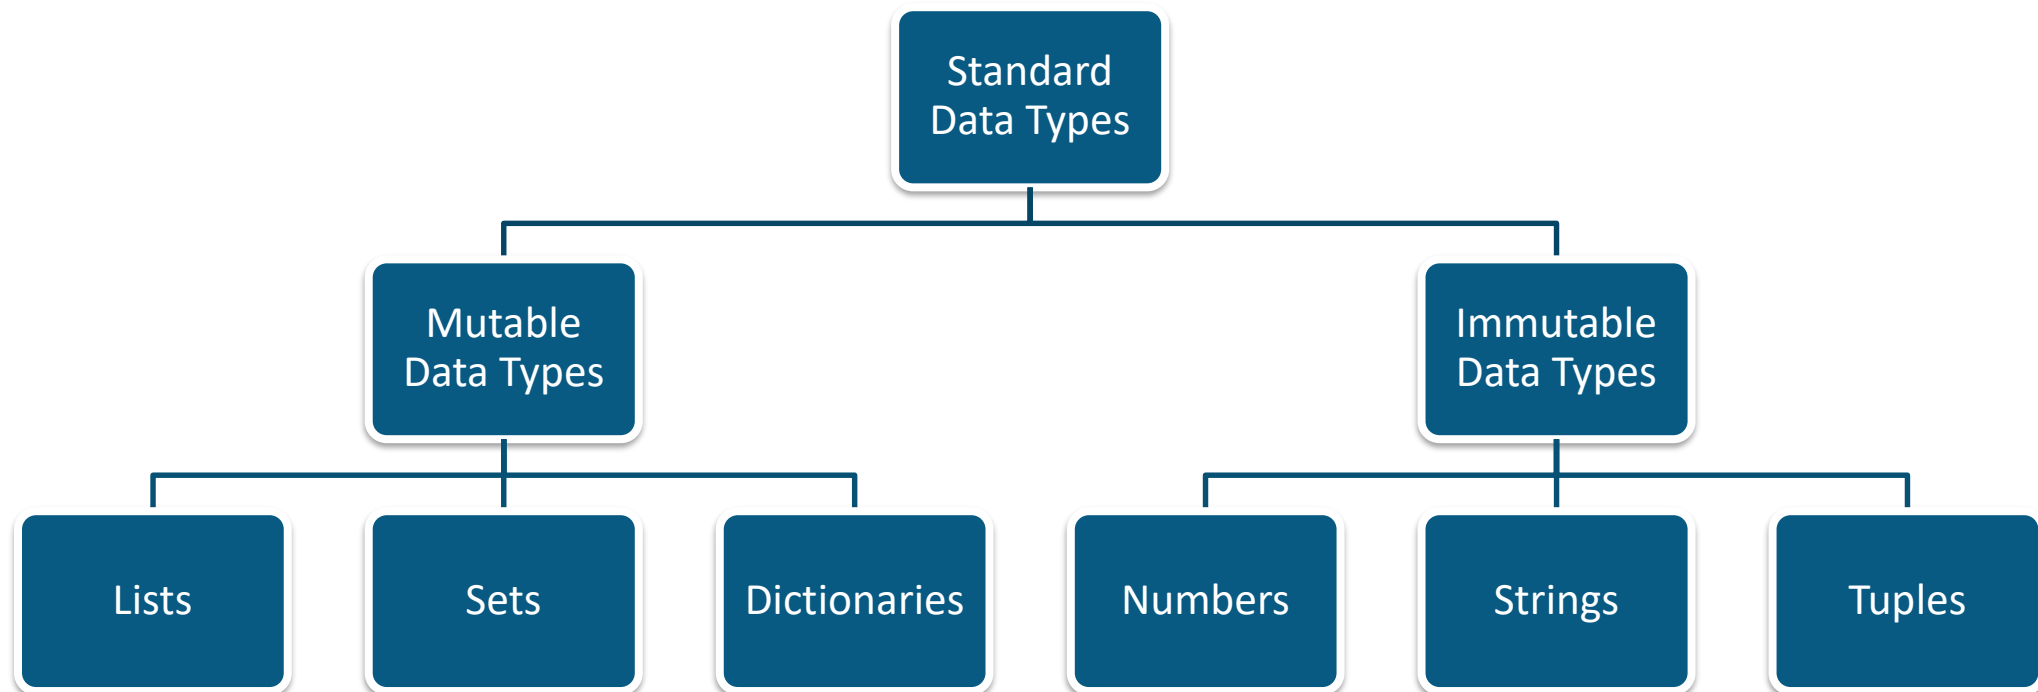 Standard
Data Types
Mutable
Data Types
Immutable
Data Types
Lists
Sets
Dictionaries
Numbers
Strings
Tuples